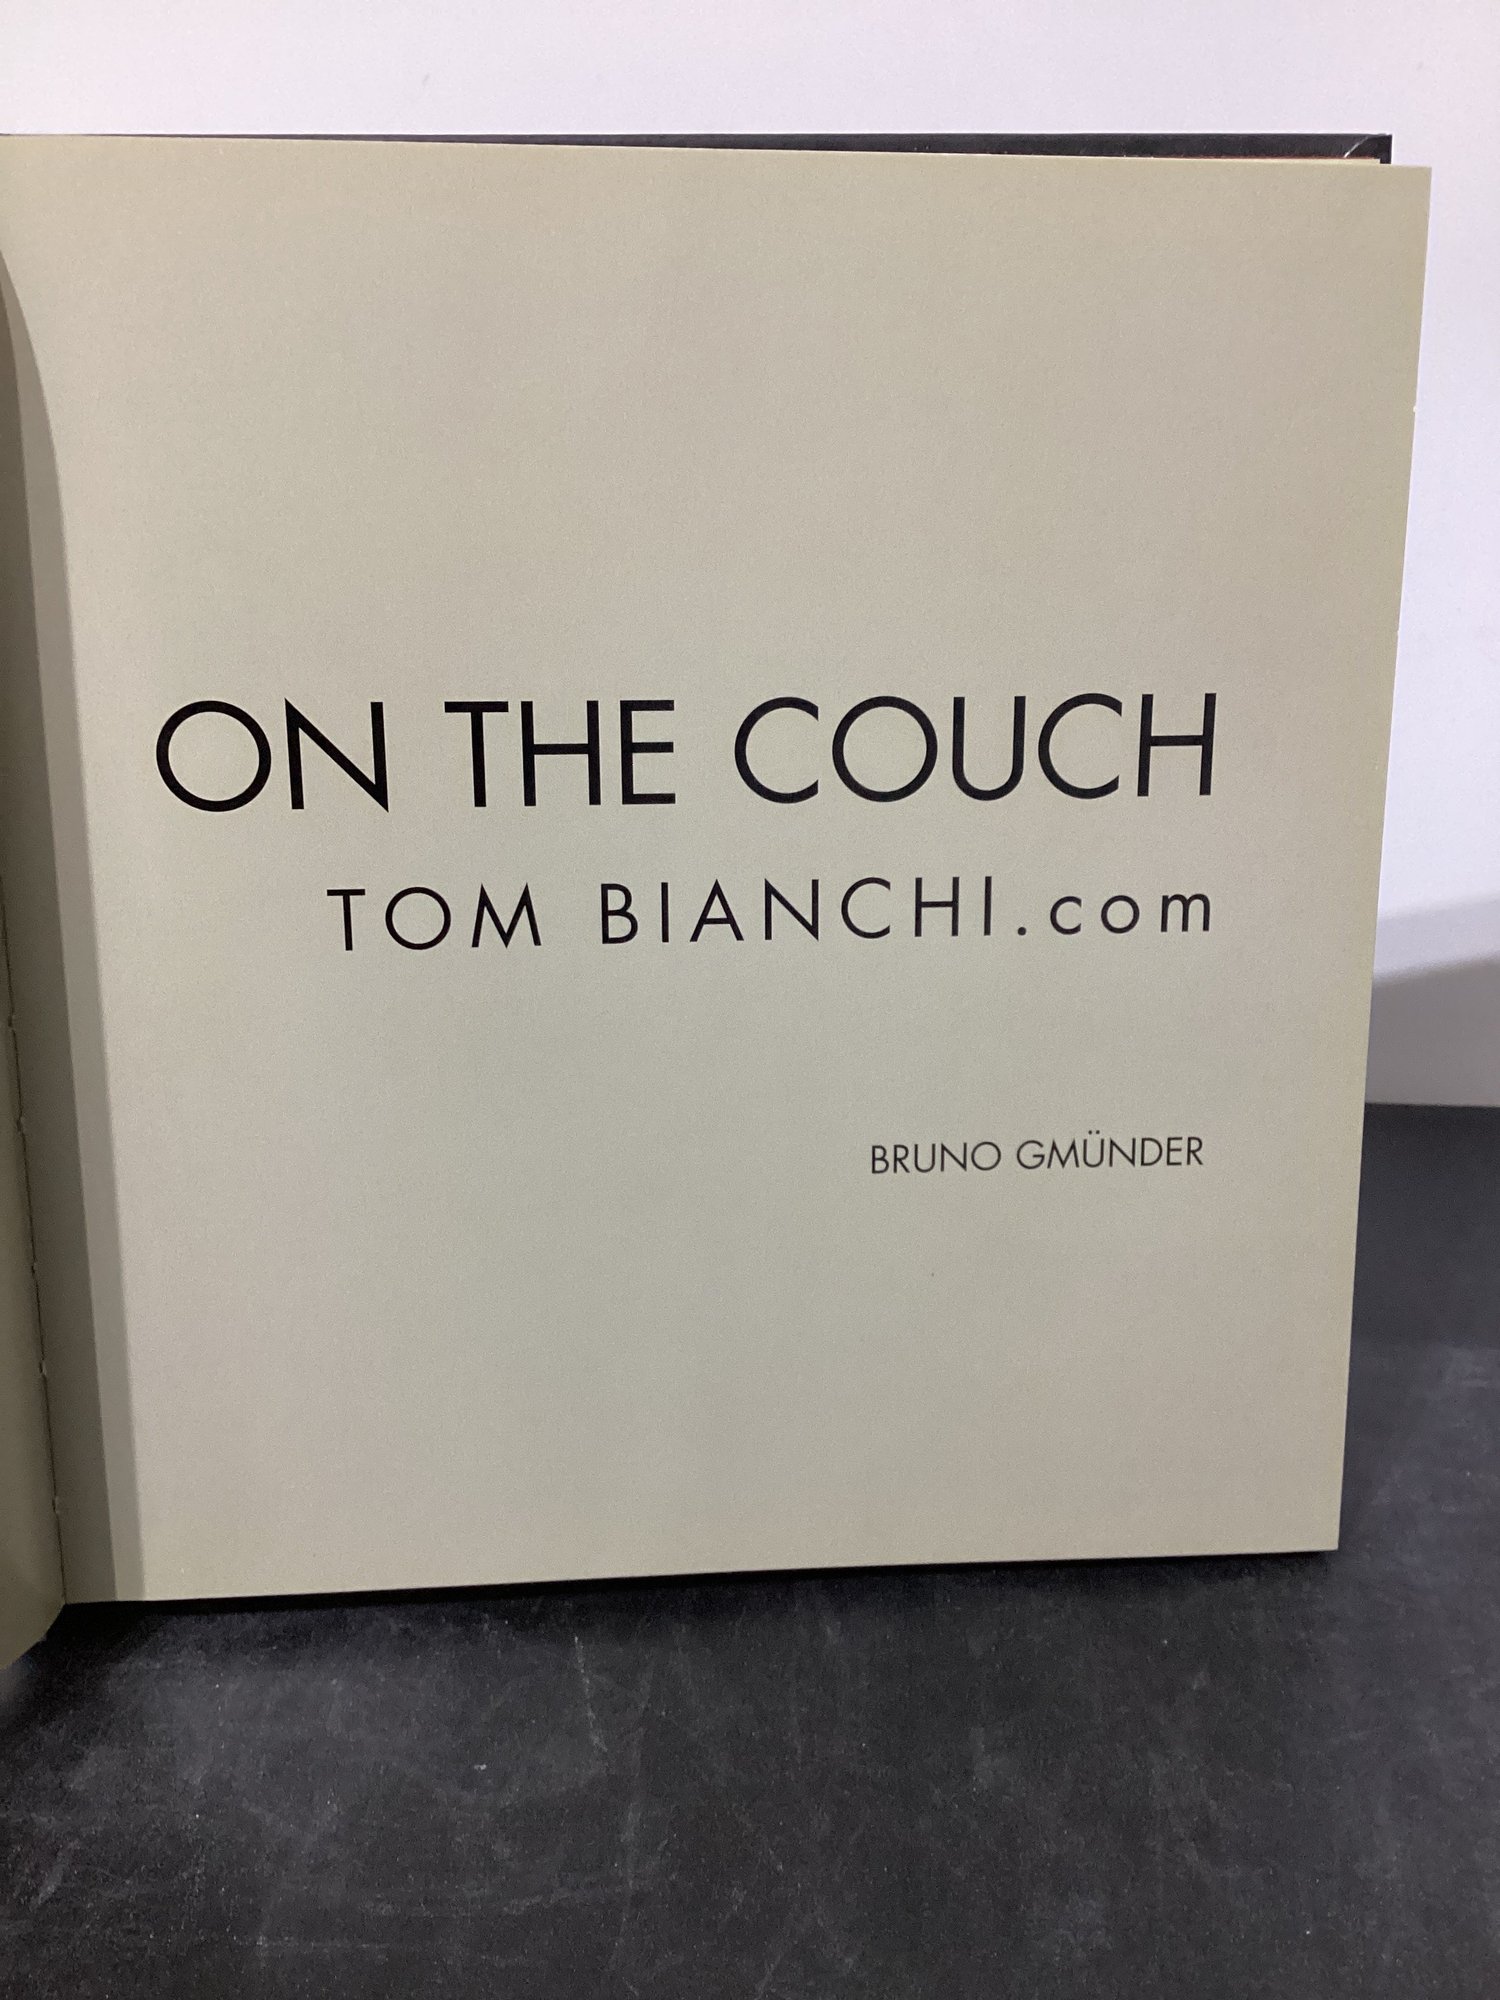 ON THE COUCH
TOM BIANCHI.com
BRUNO GMÜNDER